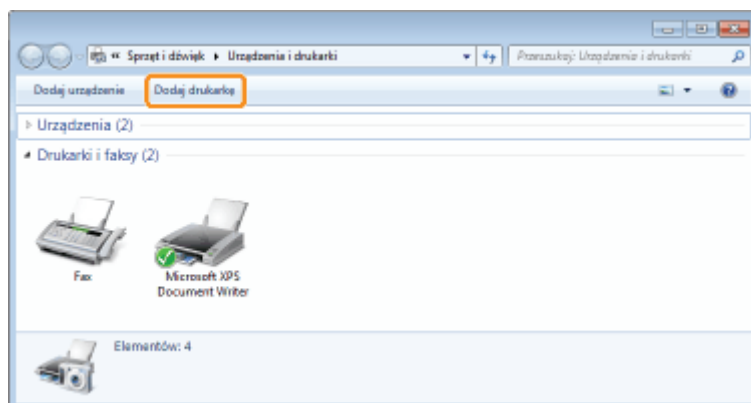 « Sprzęt i dźwięk ▸ Urządzenia i drukarki
Przeszukaj: Urządzenia i drukarki
Dodaj urządzenie Dodaj drukarkę
Urządzenia (2)
Drukarki i faksy (2)
Fax
Microsoft XPS
Document Writer
Elementów: 4